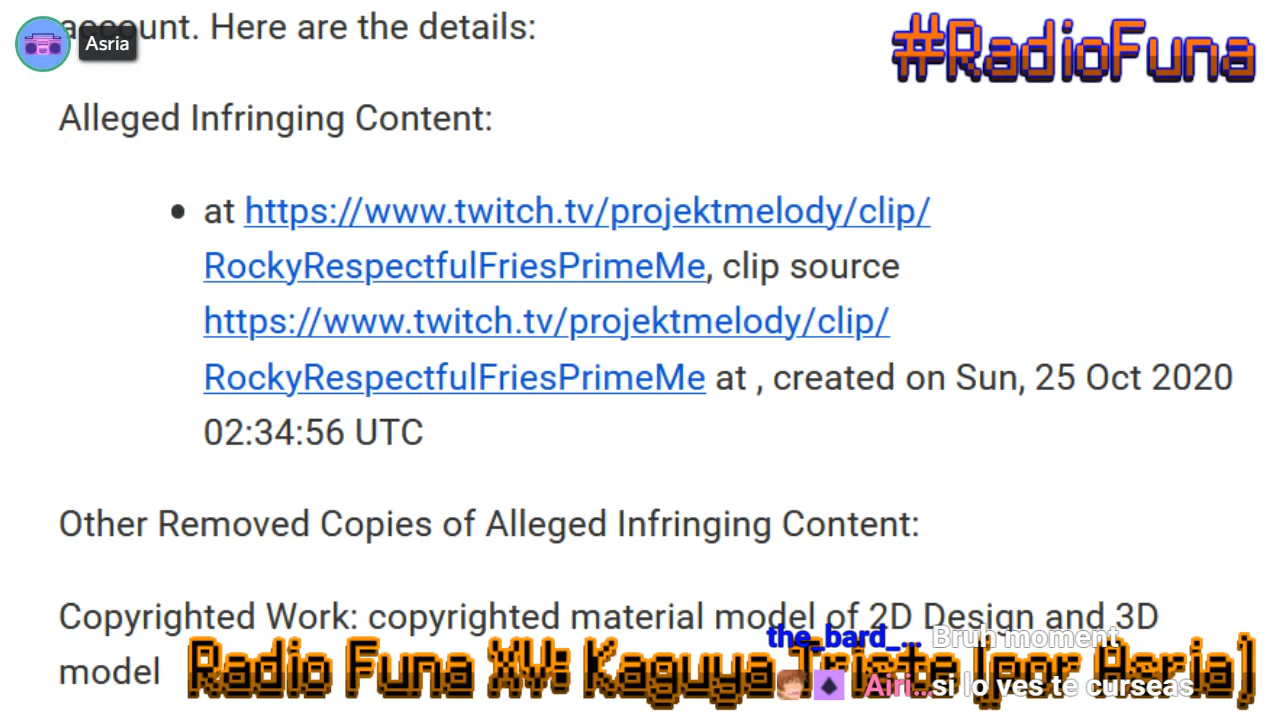 account. Here are the details:
Asria
#RadioFuna
Alleged Infringing Content:
• at https://www.twitch.tv/projektmelody/clip/
RockyRespectfulFriesPrimeMe, clip source
https://www.twitch.tv/projektmelody/clip/
RockyRespectfulFriesPrimeMe at , created on Sun, 25 Oct 2020
02:34:56 UTC
Other Removed Copies of Alleged Infringing Content:
Copyrighted Work: copyrighted material model of 2D Design and 3D
model
the_bard_... Bruh moment
Radio Funa XV: Kaguya Trista (por Asria)
Airi... si lo ves te curseas